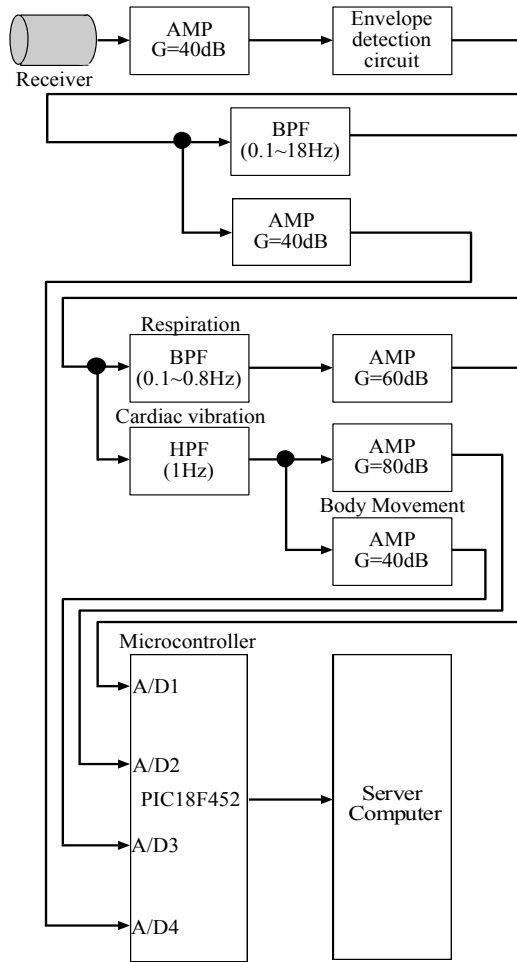 AMP
G=40dB
Envelope
detection
circuit
Receiver
BPF
(0.1~18Hz)
AMP
G=40dB
Respiration
BPF
(0.1~0.8Hz)
AMP
G=60dB
Cardiac vibration
HPF
(1Hz)
AMP
G=80dB
Body Movement
AMP
G=40dB
Microcontroller
A/D1
A/D2
PIC18F452
A/D3
A/D4
Server
Computer